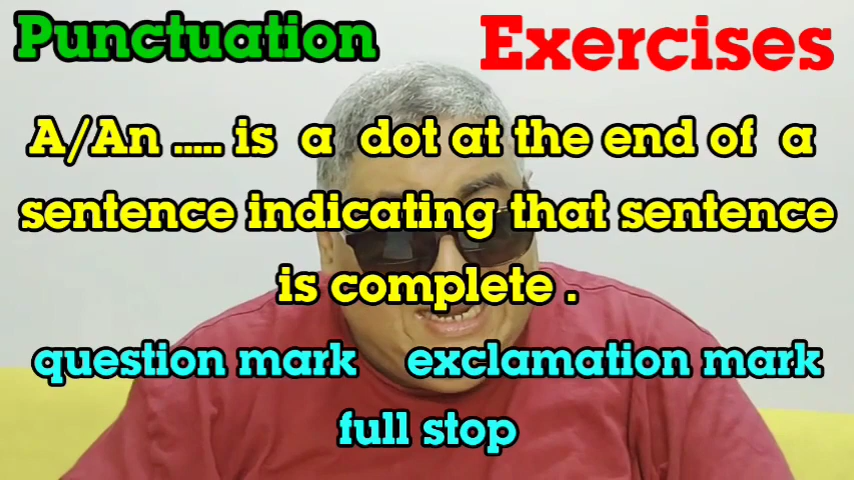 Punctuation Exercises
A/An ..... is a dot at the end of a
sentence indicating that sentence
is complete .
question mark exclamation mark
full stop